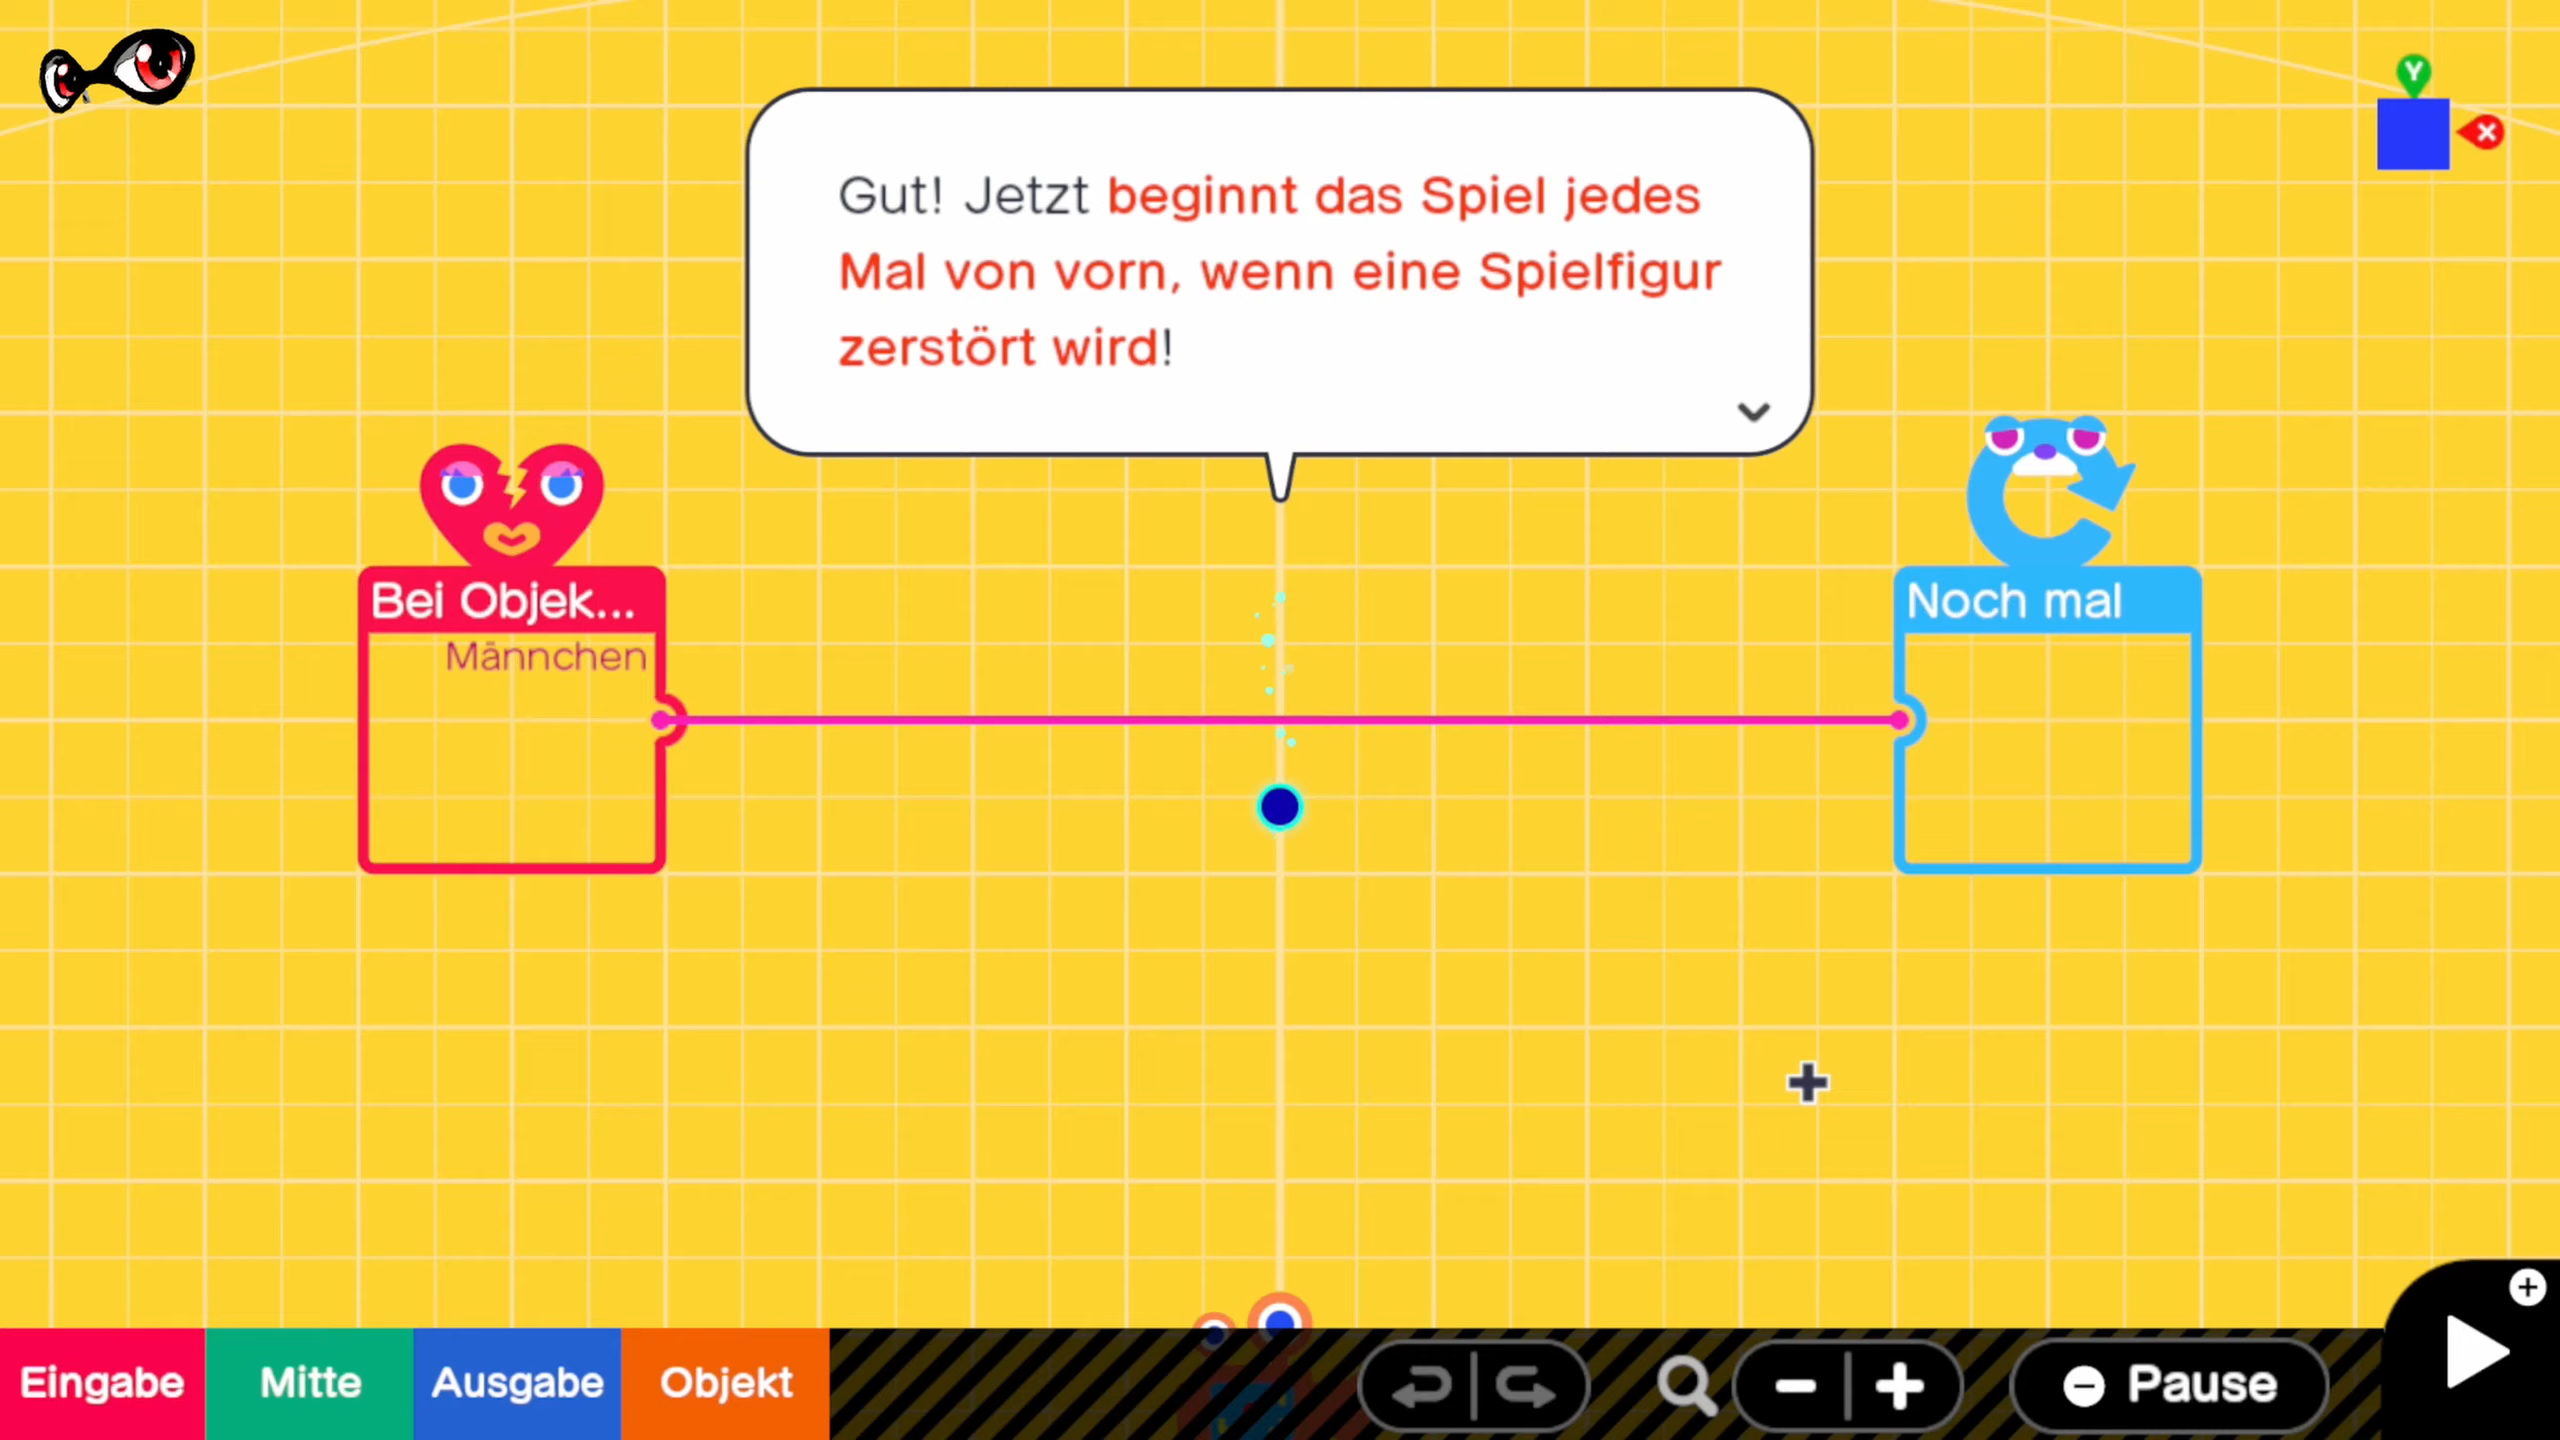 Y
X
Gut! Jetzt beginnt das Spiel jedes
Mal von vorn, wenn eine Spielfigur
zerstört wird!
Bei Objek...
Männchen
Noch mal
Eingabe
Mitte
Ausgabe
Objekt
Pause